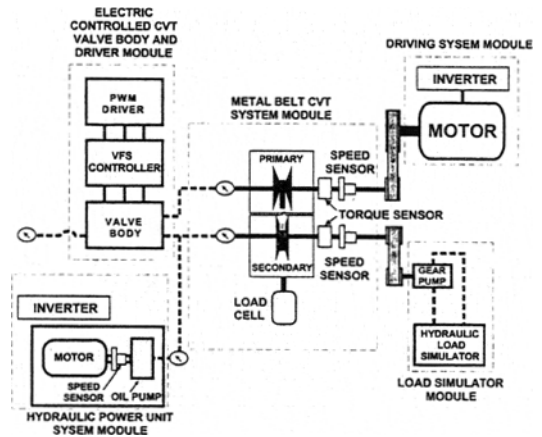 ELECTRIC
CONTROLLED CVT
VALVE BODY AND
DRIVER MODULE
PWM
DRIVER
VFS
CONTROLLER
VALVE
BODY
METAL BELT CVT
SYSTEM MODULE
PRIMARY
SECONDARY
LOAD
CELL
SPEED
SENSOR
TORQUE SENSOR
SPEED
SENSOR
DRIVING SYSEM MODULE
INVERTER
MOTOR
GEAR
PUMP
HYDRAULIC
LOAD
SIMULATOR
LOAD SIMULATOR
MODULE
INVERTER
MOTOR
SPEED
SENSOR
OIL PUMP
HYDRAULIC POWER UNIT
SYSEM MODULE